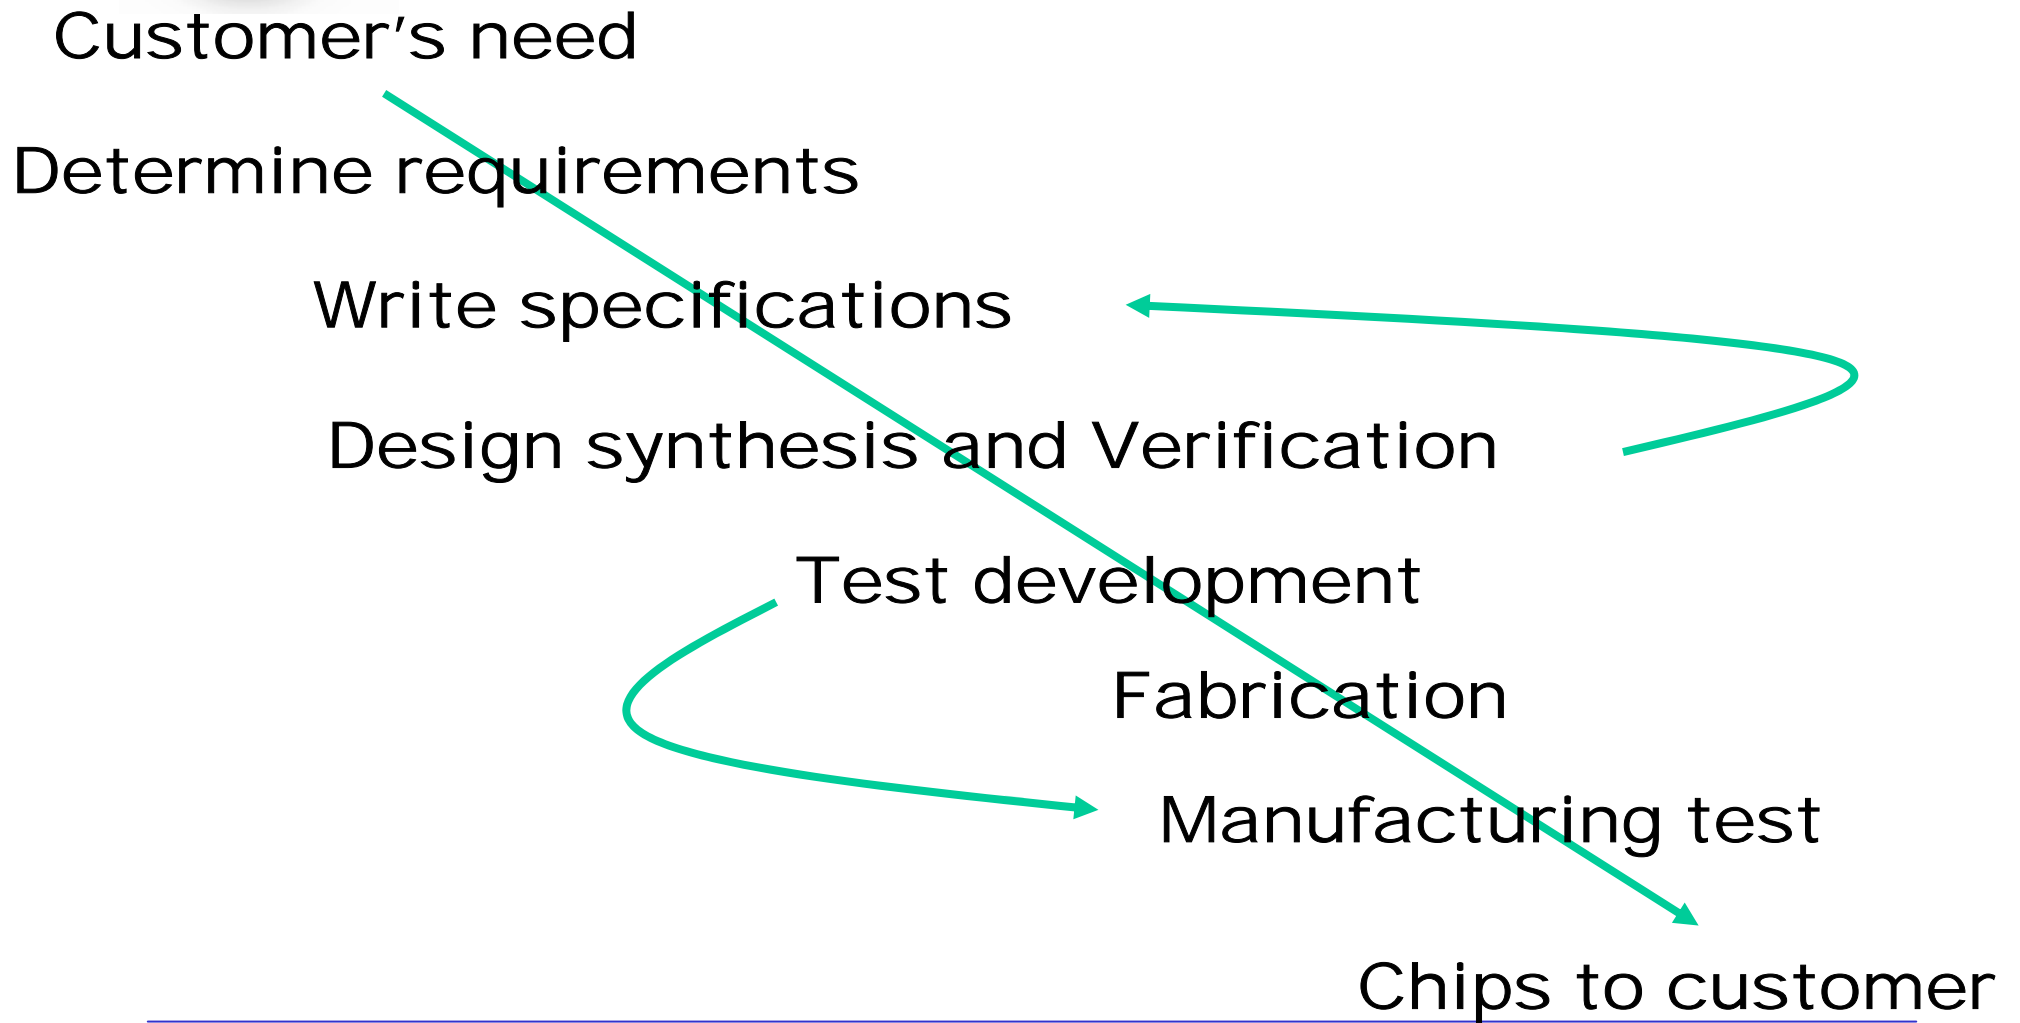 Customer’s need
Determine requirements
Write specifications
Design synthesis and Verification
Test development
Fabrication
Manufacturing test
Chips to customer